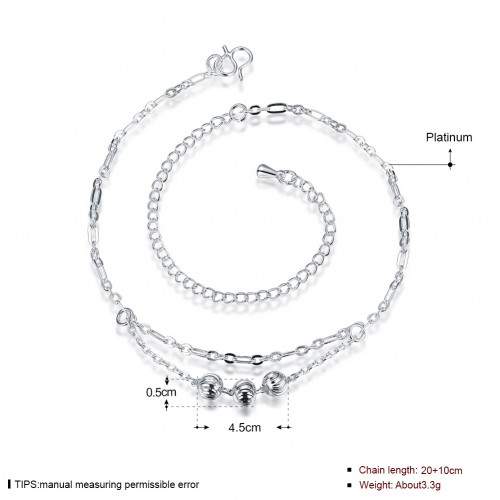 Platinum
0.5cm
4.5cm
Chain length: 20+10cm
TIPS:manual measuring permissible error
Weight: About3.3g